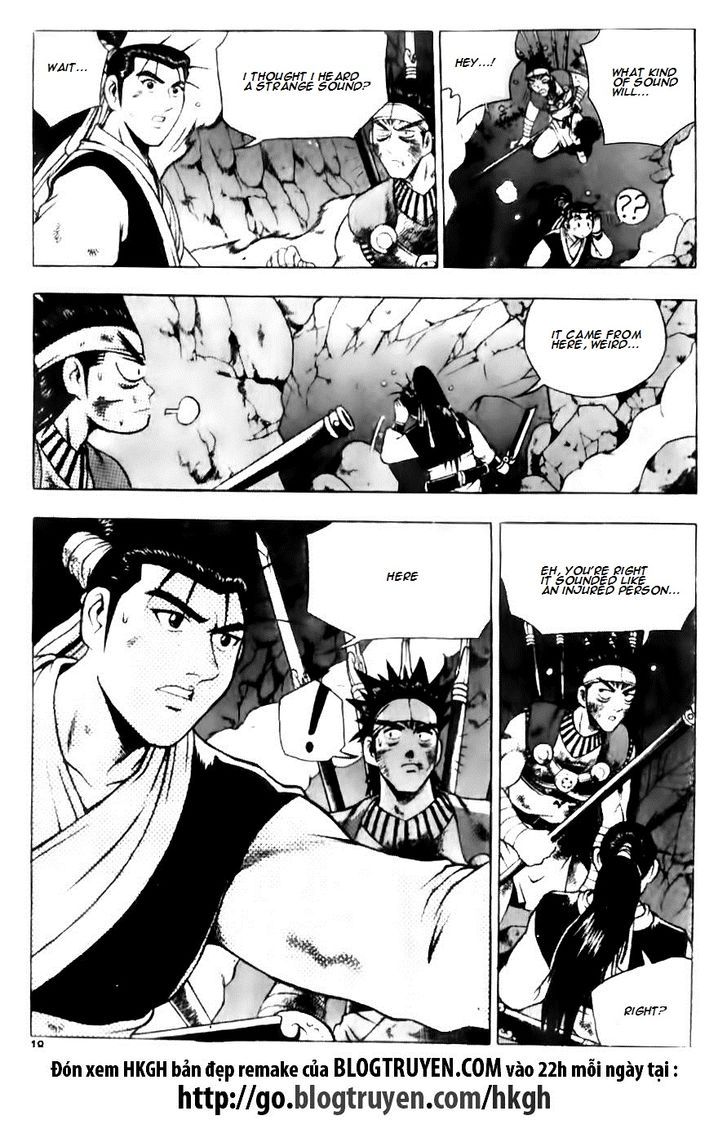 WAIT...
I THOUGHT I HEARD
A STRANGE SOUND?
HEY...!
WHAT KIND
OF SOUND
WILL...
??
IT CAME FROM
HERE, WEIRD...
HERE
!
EH, YOU'RE RIGHT
IT SOUNDED LIKE
AN INJURED PERSON...
RIGHT?
18
Đón xem HKGH bản đẹp remake của BLOGTRUYEN.COM vào 22h mỗi ngày tại :
http://go.blogtruyen.com/hkgh